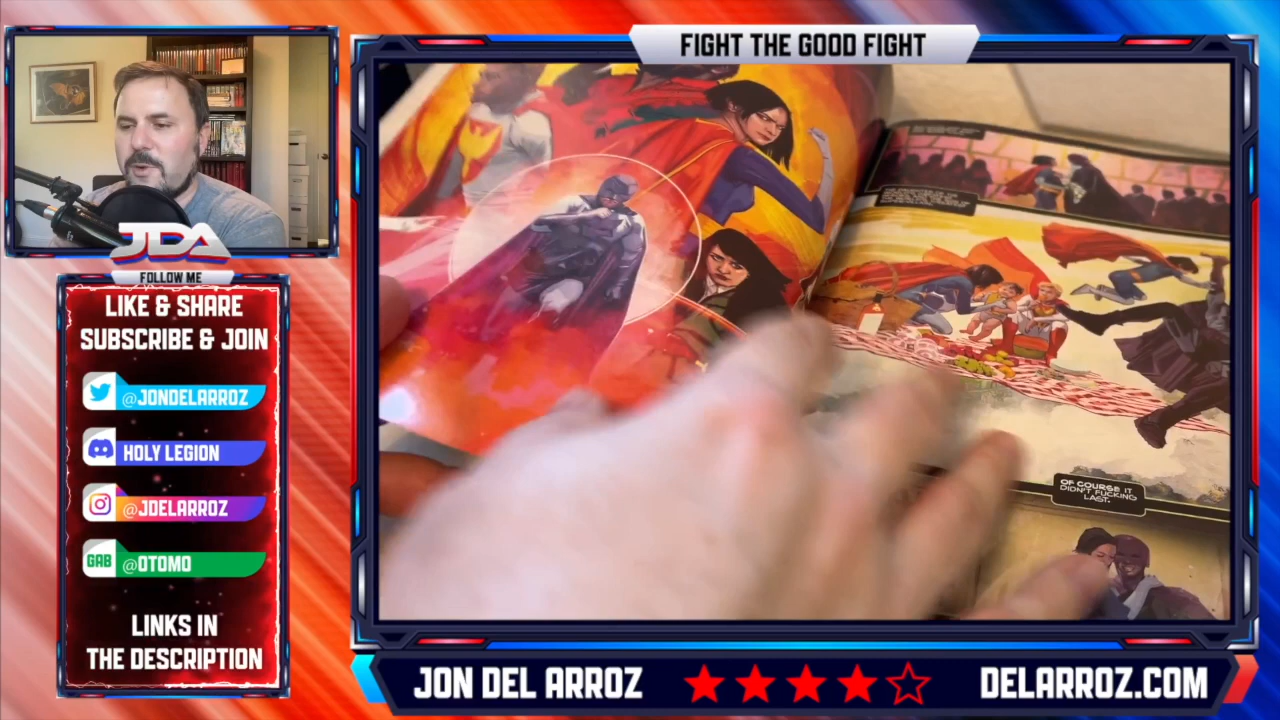 FIGHT THE GOOD FIGHT
JDA
FOLLOW ME
LIKE & SHARE
SUBSCRIBE & JOIN
@JONDELARROZ
HOLY LEGION
@JDELARROZ
GAB
@OTOMO
LINKS IN
THE DESCRIPTION
OF COURSE IT
DIDN'T FUCKING
LAST.
JON DEL ARROZ
DELARROZ.COM